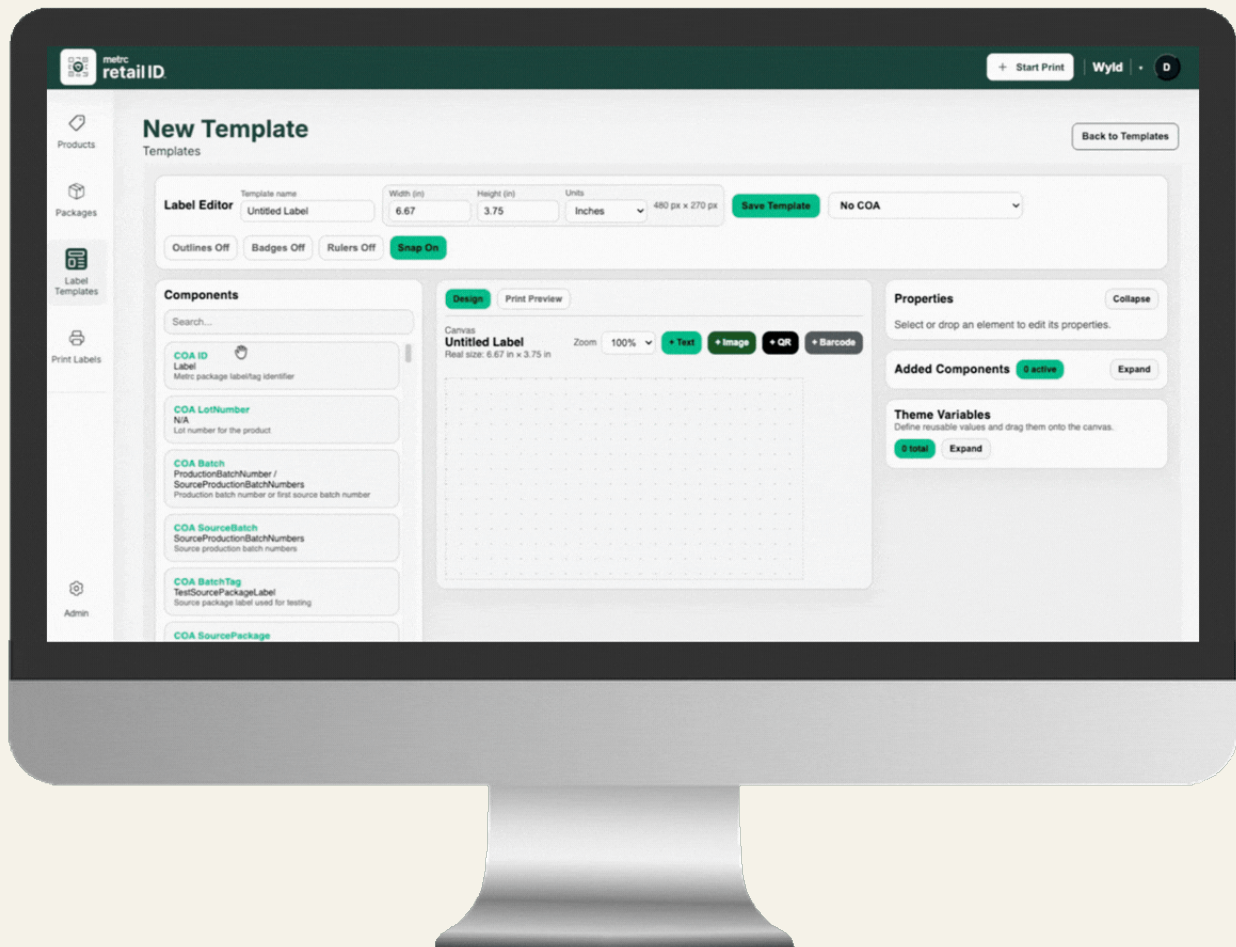 metrc
retail ID
+ Start Print
Wyld
D
Products
Packages
Label
Templates
Print Labels
Admin
New Template
Templates
Back to Templates
Label Editor
Template name
Untitled Label
Width (in)
6.67
Height (in)
3.75
Units
Inches
480 px x 270 px
Save Template
No COA
Outlines Off
Badges Off
Rulers Off
Snap On
Components
Search...
COA ID
Label
Metrc package label/tag identifier
COA LotNumber
N/A
Lot number for the product
COA Batch
ProductionBatchNumber /
SourceProductionBatchNumbers
Production batch number or first source batch number
COA SourceBatch
SourceProductionBatchNumbers
Source production batch numbers
COA BatchTag
TestSourcePackageLabel
Source package label used for testing
COA SourcePackage
Design
Print Preview
Canvas
Untitled Label
Real size: 6.67 in × 3.75 in
Zoom
100%
+ Text
+ Image
+ QR
+ Barcode
Properties
Collapse
Select or drop an element to edit its properties.
Added Components
0 active
Expand
Theme Variables
Define reusable values and drag them onto the canvas.
0 total
Expand